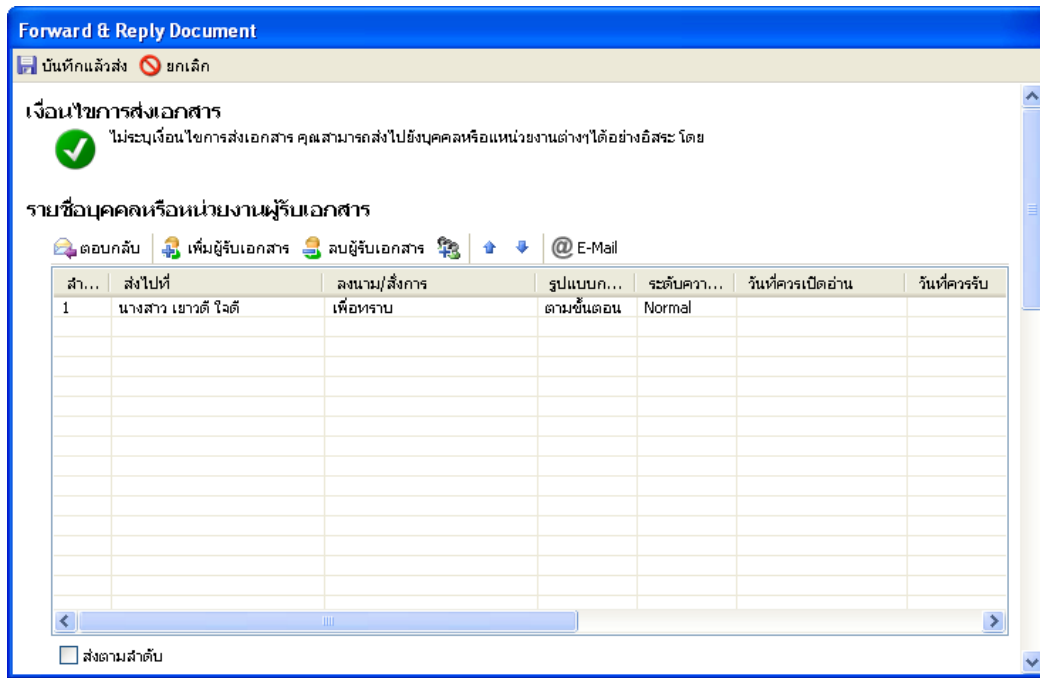 Forward & Reply Document
บันทึกแล้วส่ง ยกเลิก
เงื่อนไขการส่งเอกสาร
ไม่ระบุเงื่อนไขการส่งเอกสาร คุณสามารถส่งไปยังบุคคลหรือแหน่วยงานต่างๆได้อย่างอิสระ โดย
รายชื่อบุคคลหรือหน่วยงานผู้รับเอกสาร
ตอบกลับ เพิ่มผู้รับเอกสาร ลบผู้รับเอกสาร @ E-Mail
ลำ... ส่งไปที่ ลงนาม/สั่งการ รูปแบบก... ระดับควา... วันที่ควรเปิดอ่าน วันที่ควรรับ
1 นางสาว เยาวดี ใจดี เพื่อทราบ ตามขั้นตอน Normal
ส่งตามลำดับ